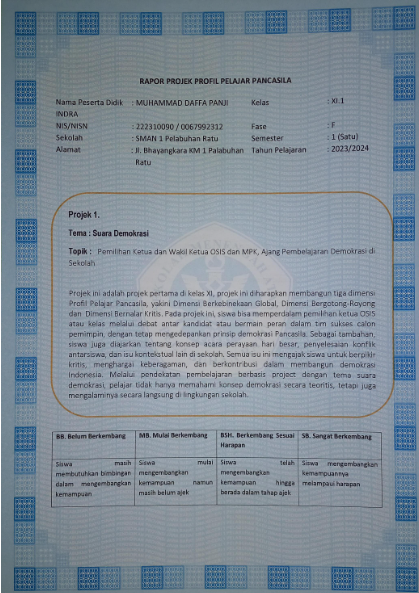 RAPOR PROJEK PROFIL PELAJAR PANCASILA
Nama Peserta Didik : MUHAMMAD DAFFA PANJI Kelas : XI.1
INDRA
NIS/NISN : 222310090 / 0067992312 Fase : F
Sekolah : SMAN 1 Pelabuhan Ratu Semester : 1 (Satu)
Alamat : Jl. Bhayangkara KM 1 Palabuhan Tahun Pelajaran : 2023/2024
Ratu
Projek 1.
Tema : Suara Demokrasi
Topik : Pemilihan Ketua dan Wakil Ketua OSIS dan MPK, Ajang Pembelajaran Demokrasi di
Sekolah
Projek ini adalah projek pertama di kelas XI, projek ini diharapkan membangun tiga dimensi
Profil Pelajar Pancasila, yakini Dimensi Berkebinekaan Global, Dimensi Bergotong-Royong
dan Dimensi Bernalar Kritis. Pada projek ini, siswa bisa memperdalam pemilihan ketua OSIS
atau kelas melalui debat antar kandidat atau bermain peran dalam tim sukses calon
pemimpin, dengan tetap mengedepankan prinsip demokrasi Pancasila. Sebagai tambahan,
siswa juga diajarkan tentang konsep acara perayaan hari besar, penyelesaian konflik
antarsiswa, dan isu kontekstual lain di sekolah. Semua isu ini mengajak siswa untuk berpikir
kritis, menghargai keberagaman, dan berkontribusi dalam membangun demokrasi
Indonesia. Melalui pendekatan pembelajaran berbasis project dengan tema suara
demokrasi, pelajar tidak hanya memahami konsep demokrasi secara teoritis, tetapi juga
mengalaminya secara langsung di lingkungan sekolah.
BB. Belum Berkembang MB. Mulai Berkembang BSH. Berkembang Sesuai SB. Sangat Berkembang
Harapan
Siswa masih Siswa mulai Siswa telah Siswa mengembangkan
membutuhkan bimbingan mengembangkan mengembangkan kemampuannya
dalam mengembangkan kemampuan namun kemampuan hingga melampaui harapan
kemampuan masih belum ajek berada dalam tahap ajek